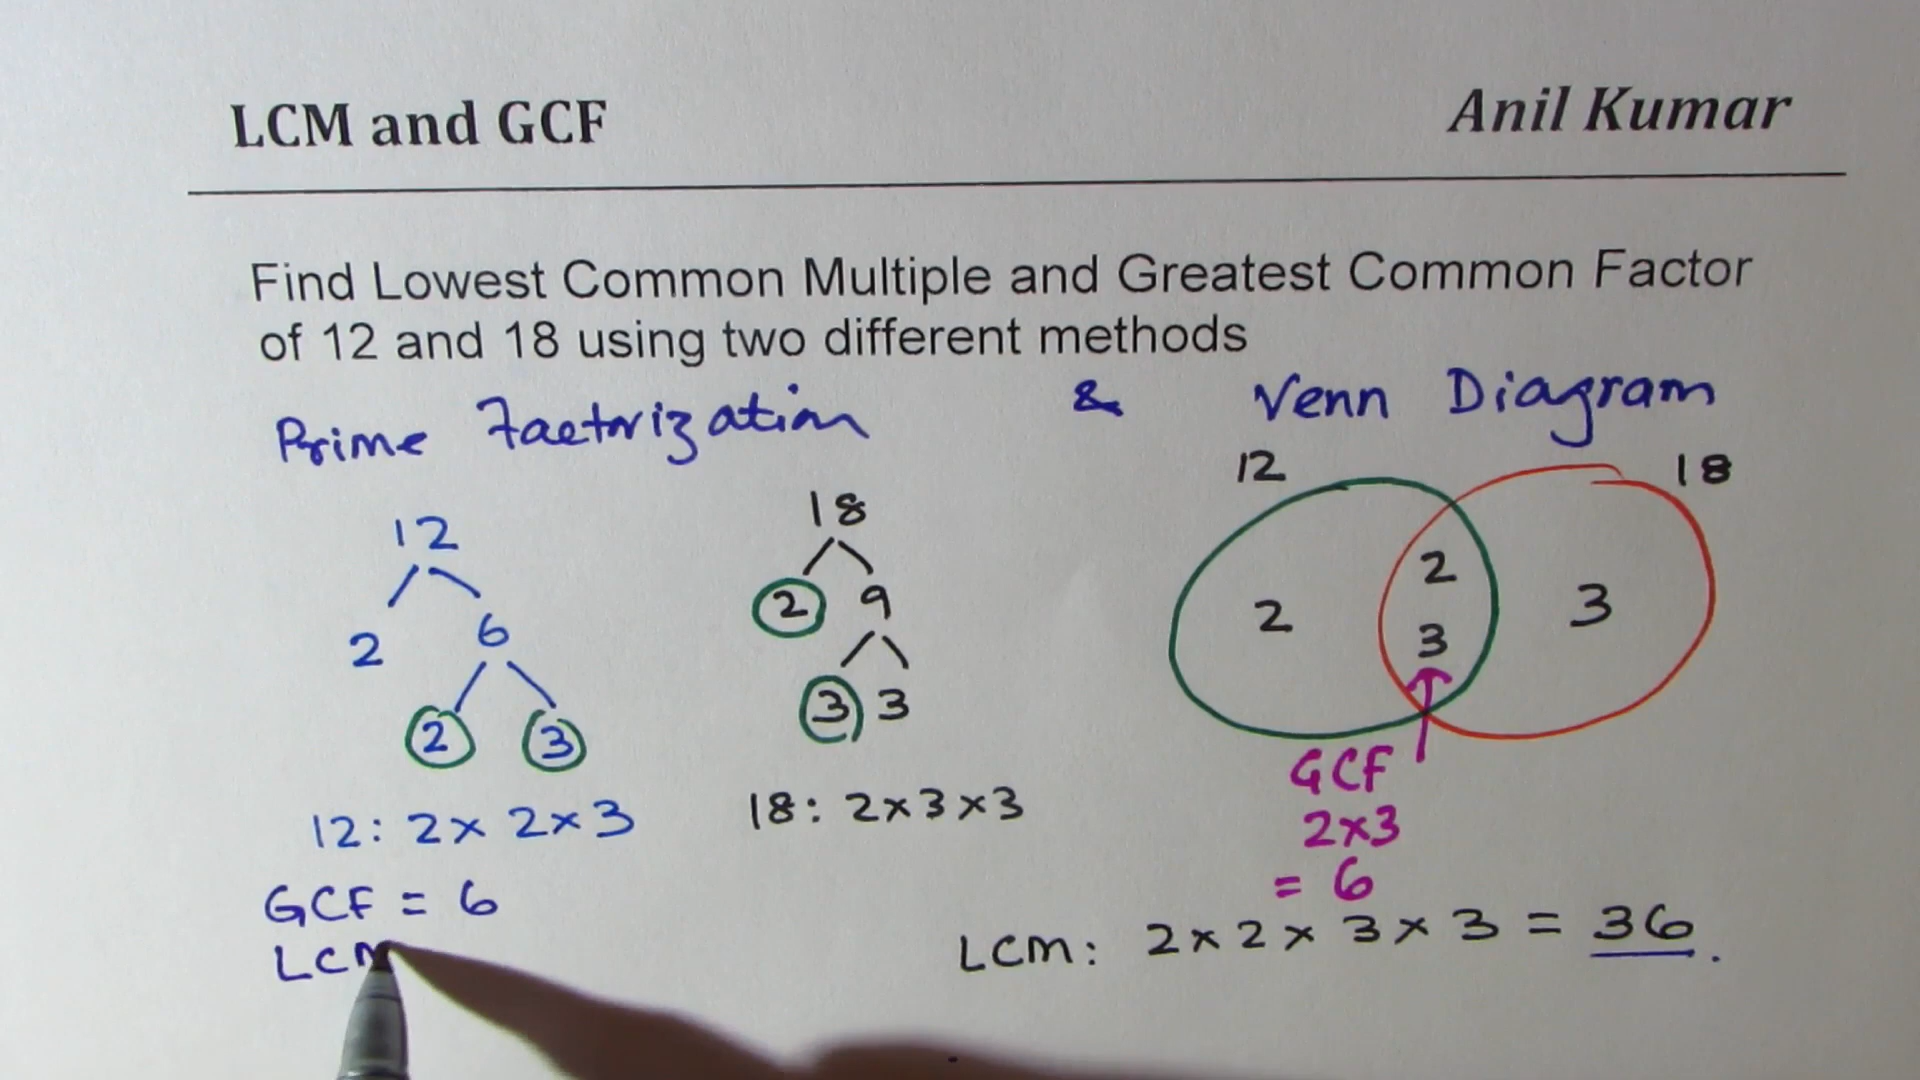 LCM and GCF
Anil Kumar
Find Lowest Common Multiple and Greatest Common Factor
of 12 and 18 using two different methods
Prime Factorization & Venn Diagram
12
2 6
2 3
12: 2 x 2 x 3
18
2 9
3 3
18: 2 x 3 x 3
12 18
2
2
3
3
GCF
2x3
= 6
GCF = 6
LCM
LCM: 2 x 2 x 3 x 3 = 36.